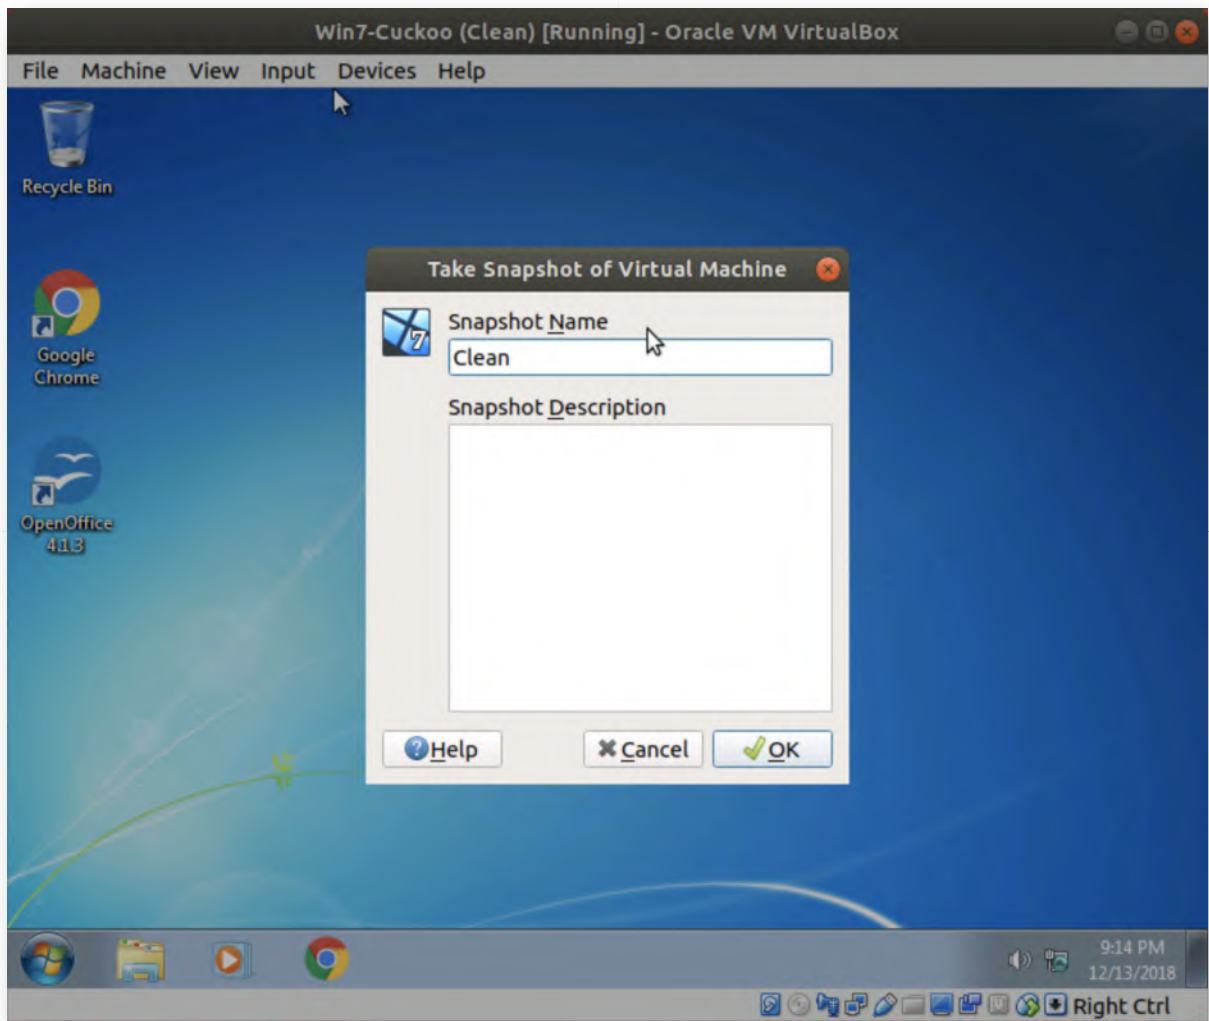 Win7-Cuckoo (Clean) [Running] - Oracle VM VirtualBox
File Machine View Input Devices Help
Recycle Bin
Google
Chrome
OpenOffice
4.1.3
Take Snapshot of Virtual Machine
7
Snapshot Name
Clean
Snapshot Description
?Help
Cancel
OK
9:14 PM
12/13/2018
Right Ctrl